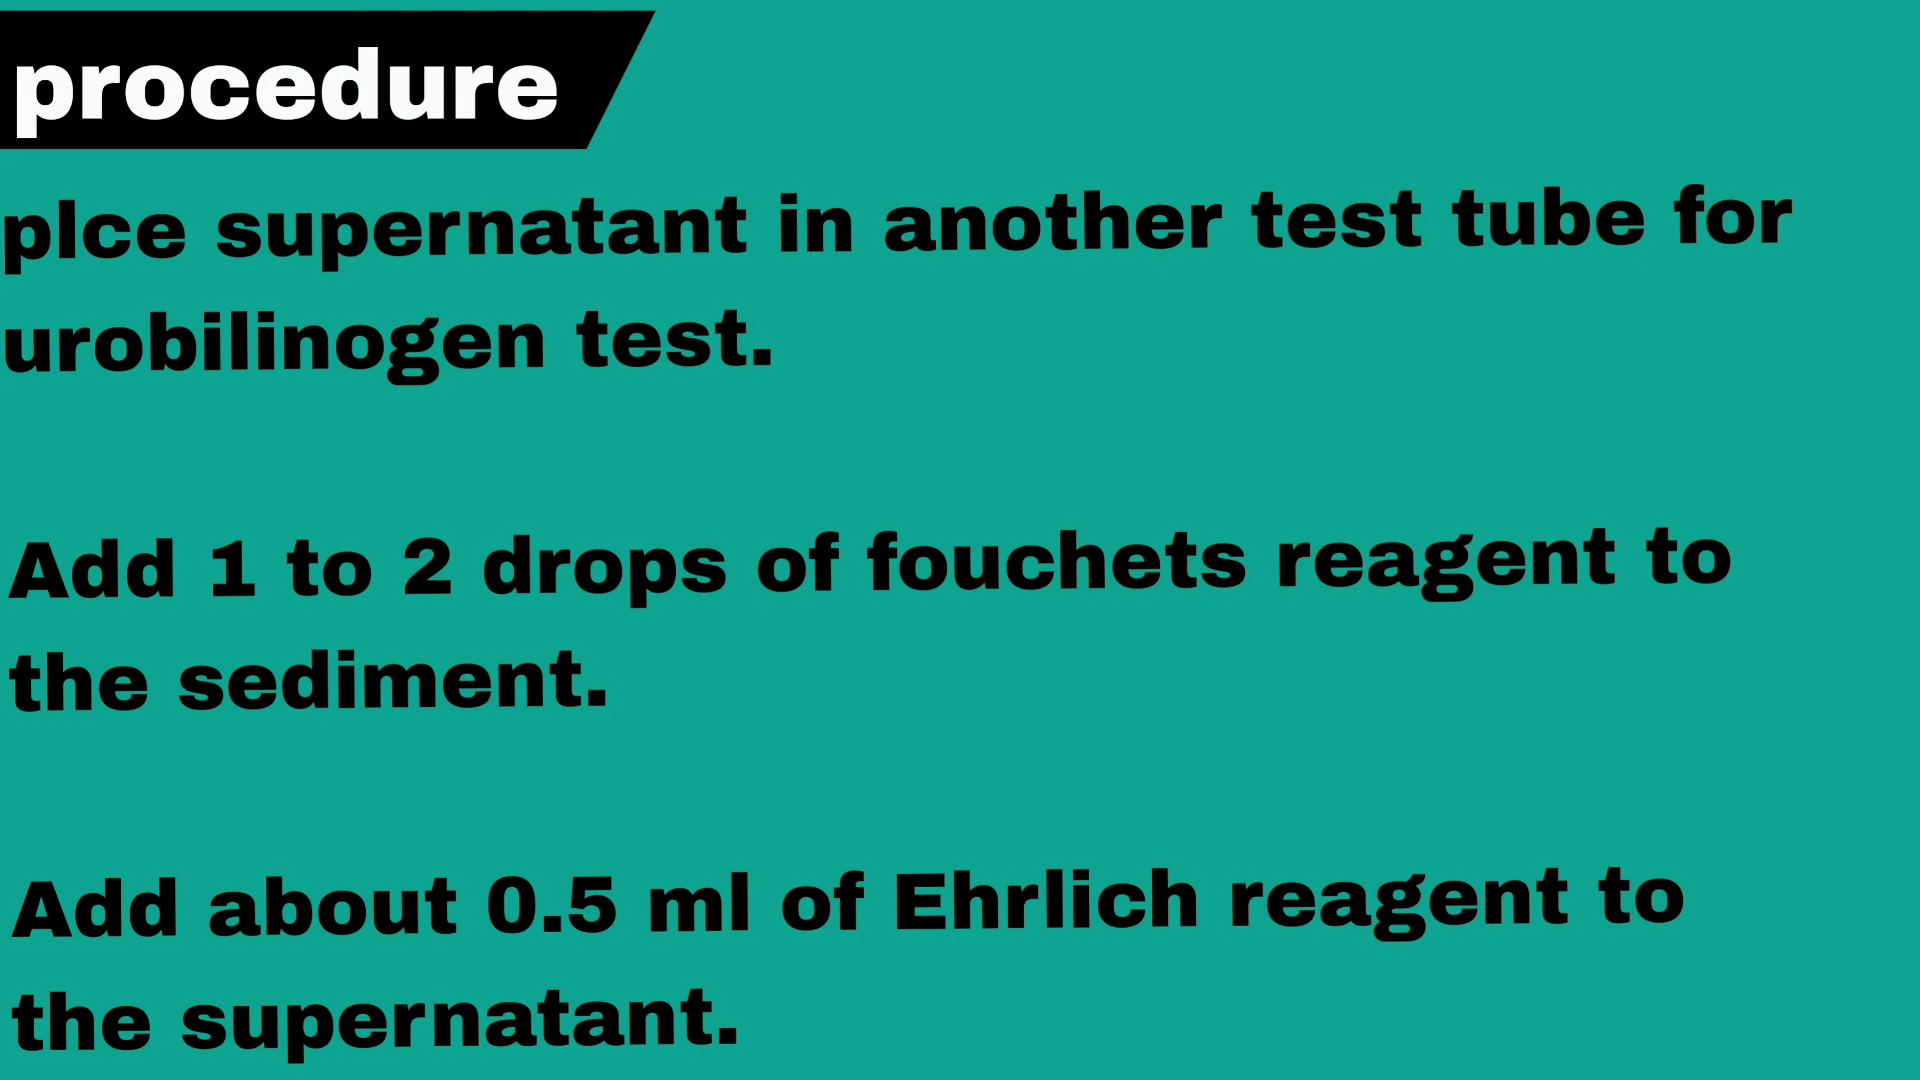 procedure
plce supernatant in another test tube for
urobilinogen test.
Add 1 to 2 drops of fouchets reagent to
the sediment.
Add about 0.5 ml of Ehrlich reagent to
the supernatant.